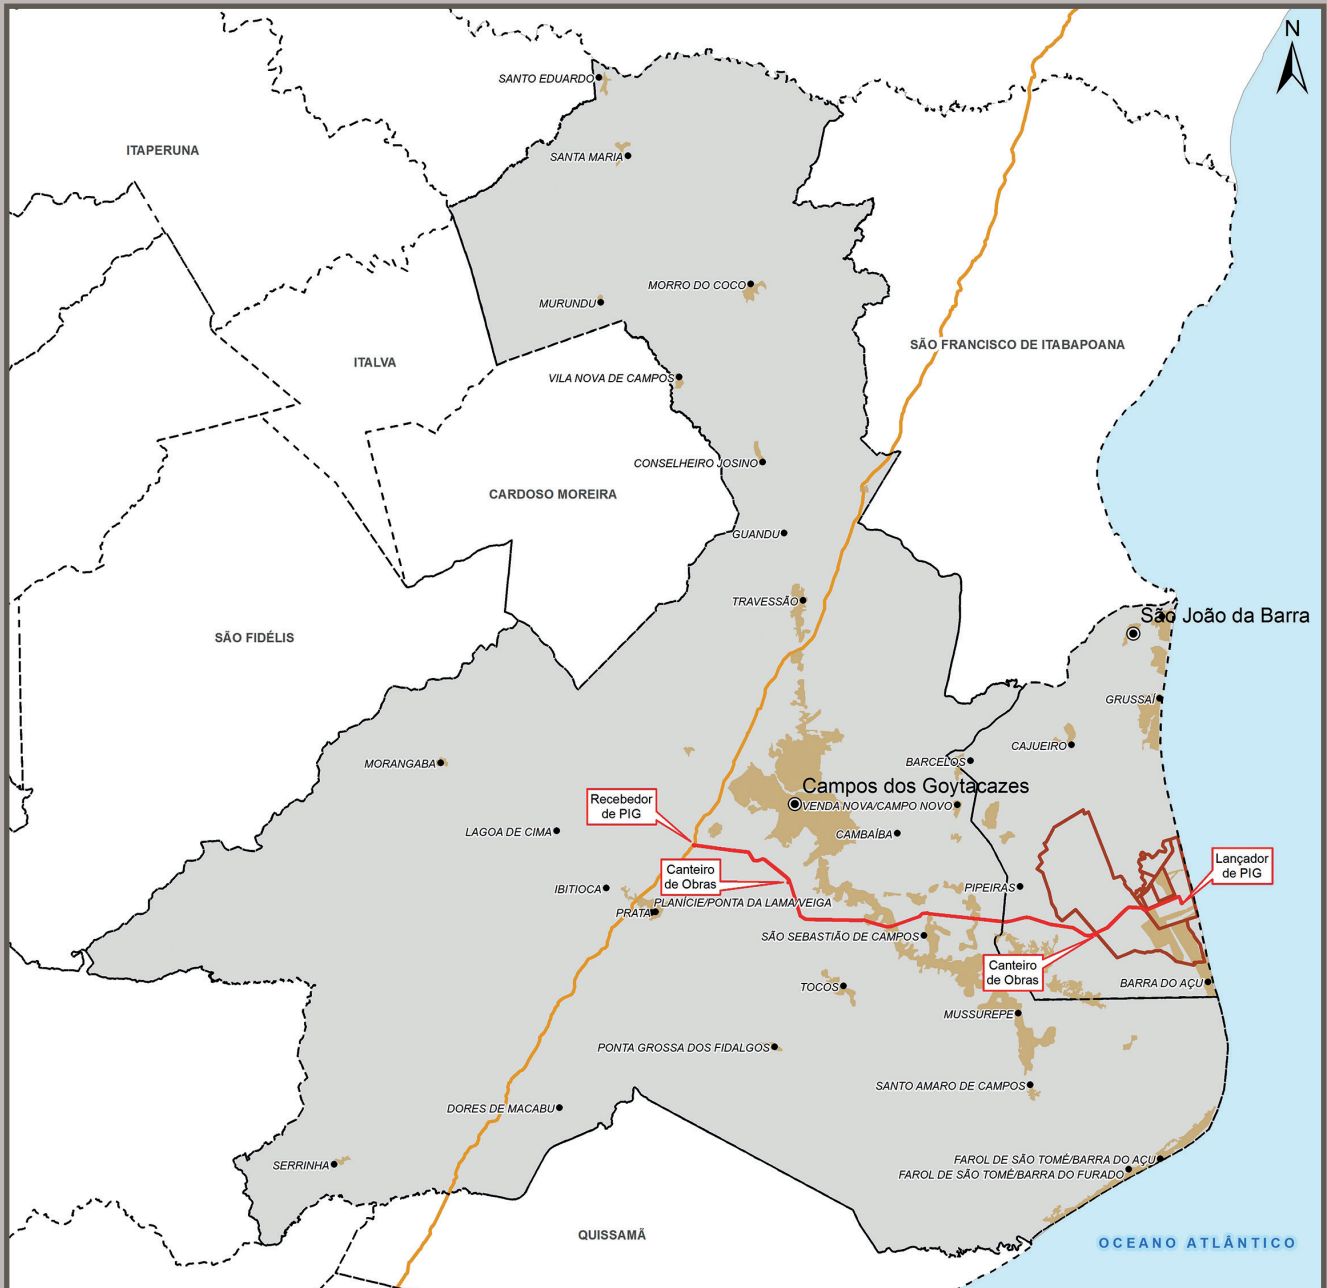 N
SANTO EDUARDO
ITAPERUNA
SANTA MARIA
MORRO DO COCO
MURUNDU
SÃO FRANCISCO DE ITABAPOANA
ITALVA
VILA NOVA DE CAMPOS
CONSELHEIRO JOSINO
CARDOSO MOREIRA
GUANDU
TRAVESSÃO
São João da Barra
SÃO FIDÉLIS
GRUSSAÍ
CAJUEIRO
MORANGABA
BARCELOS
Campos dos Goytacazes
Recebedor
de PIG
VENDA NOVA/CAMPO NOVO
LAGOA DE CIMA
CAMBAÍBA
Lançador
de PIG
Canteiro
de Obras
IBITIOCA
PIPEIRAS
PLANÍCIE/PONTA DA LAMA/VEIGA
PRATA
SÃO SEBASTIÃO DE CAMPOS
Canteiro
de Obras
BARRA DO AÇU
TOCOS
MUSSUREPE
PONTA GROSSA DOS FIDALGOS
SANTO AMARO DE CAMPOS
DORES DE MACABU
FAROL DE SÃO TOMÉ/BARRA DO AÇU
SERRINHA
FAROL DE SÃO TOMÉ/BARRA DO FURADO
QUISSAMÃ
OCEANO ATLÂNTICO